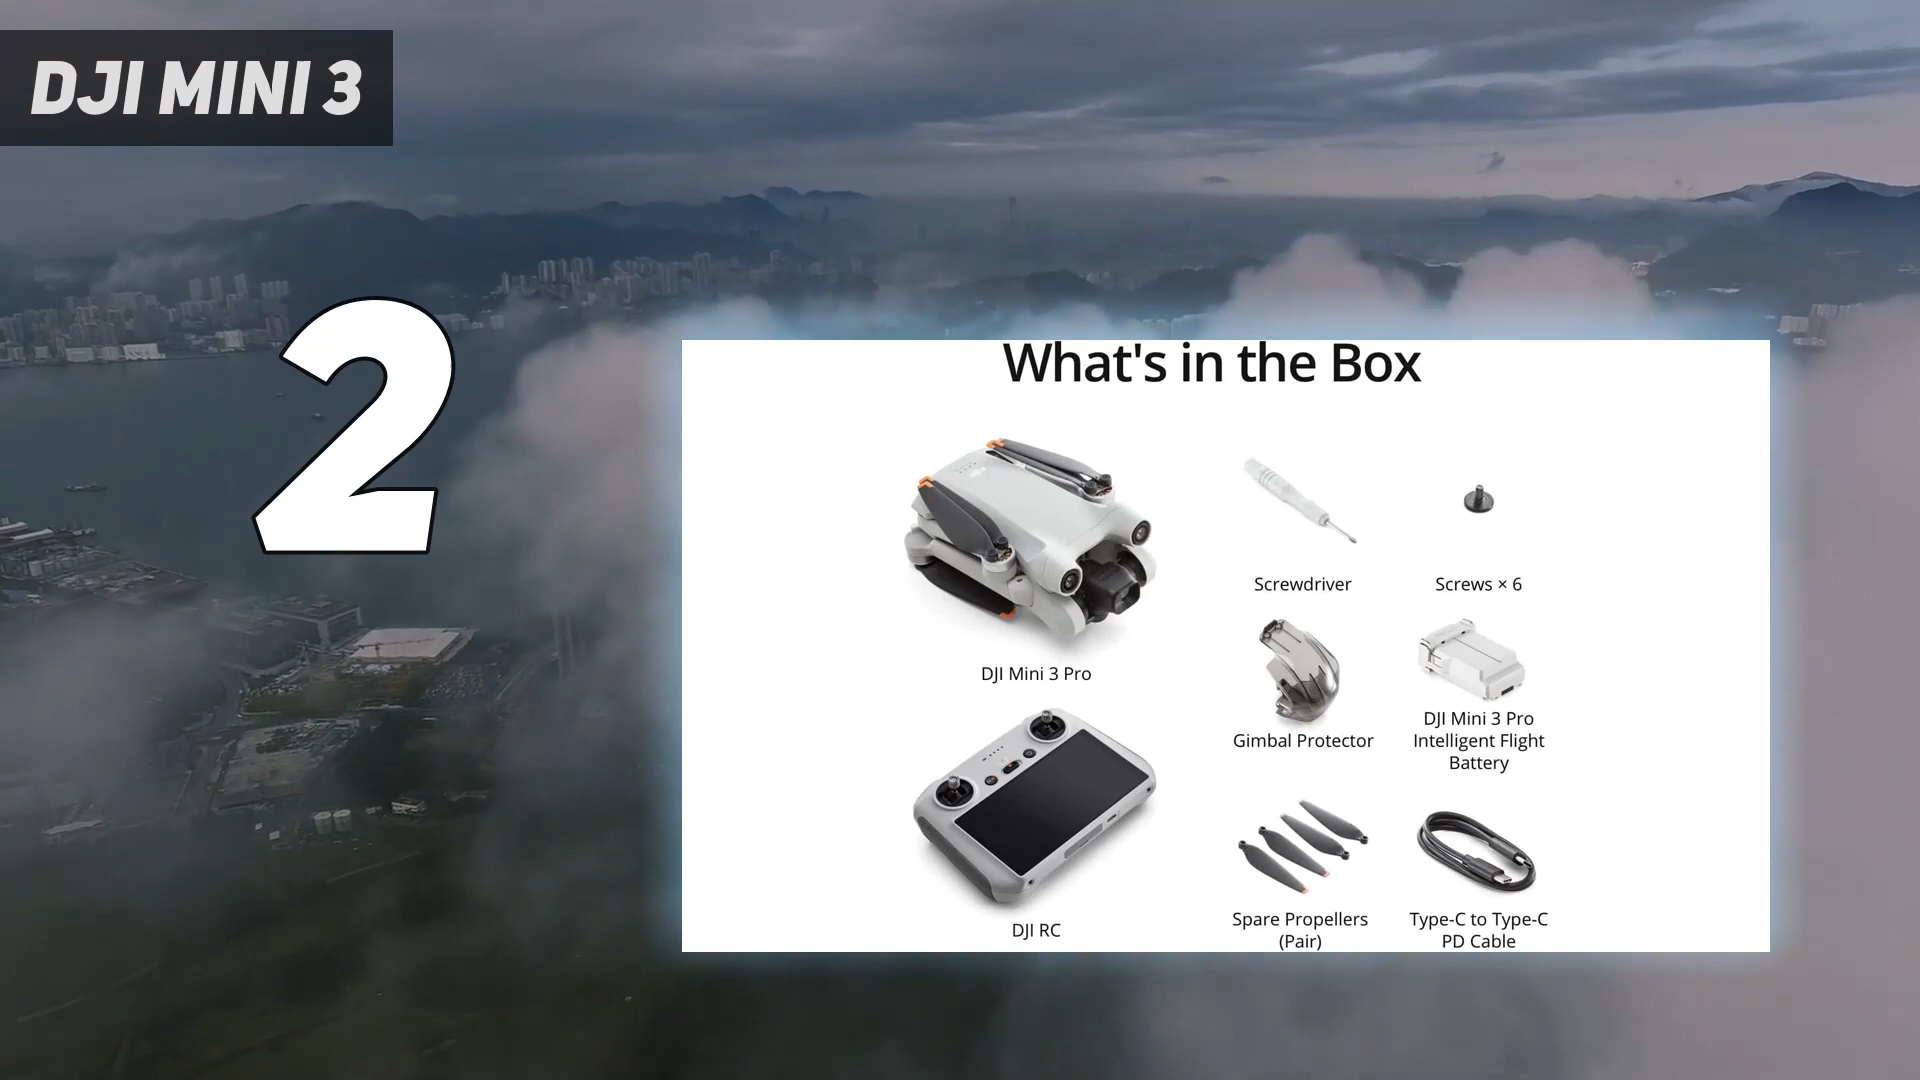 DJI MINI 3
2
What's in the Box
DJI Mini 3 Pro
Screwdriver
Screws × 6
Gimbal Protector
DJI Mini 3 Pro
Intelligent Flight
Battery
DJI RC
Spare Propellers
(Pair)
Type-C to Type-C
PD Cable